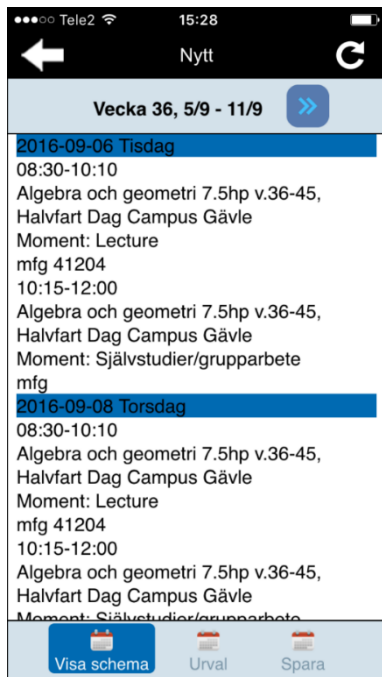 Tele2 15:28
Nytt
Vecka 36, 5/9 - 11/9
2016-09-06 Tisdag
08:30-10:10
Algebra och geometri 7.5hp v.36-45,
Halvfart Dag Campus Gävle
Moment: Lecture
mfg 41204
10:15-12:00
Algebra och geometri 7.5hp v.36-45,
Halvfart Dag Campus Gävle
Moment: Självstudier/grupparbete
mfg
2016-09-08 Torsdag
08:30-10:10
Algebra och geometri 7.5hp v.36-45,
Halvfart Dag Campus Gävle
Moment: Lecture
mfg 41204
10:15-12:00
Algebra och geometri 7.5hp v.36-45,
Halvfart Dag Campus Gävle
Moment: Självstudier/grupparbete
Visa schema Urval Spara